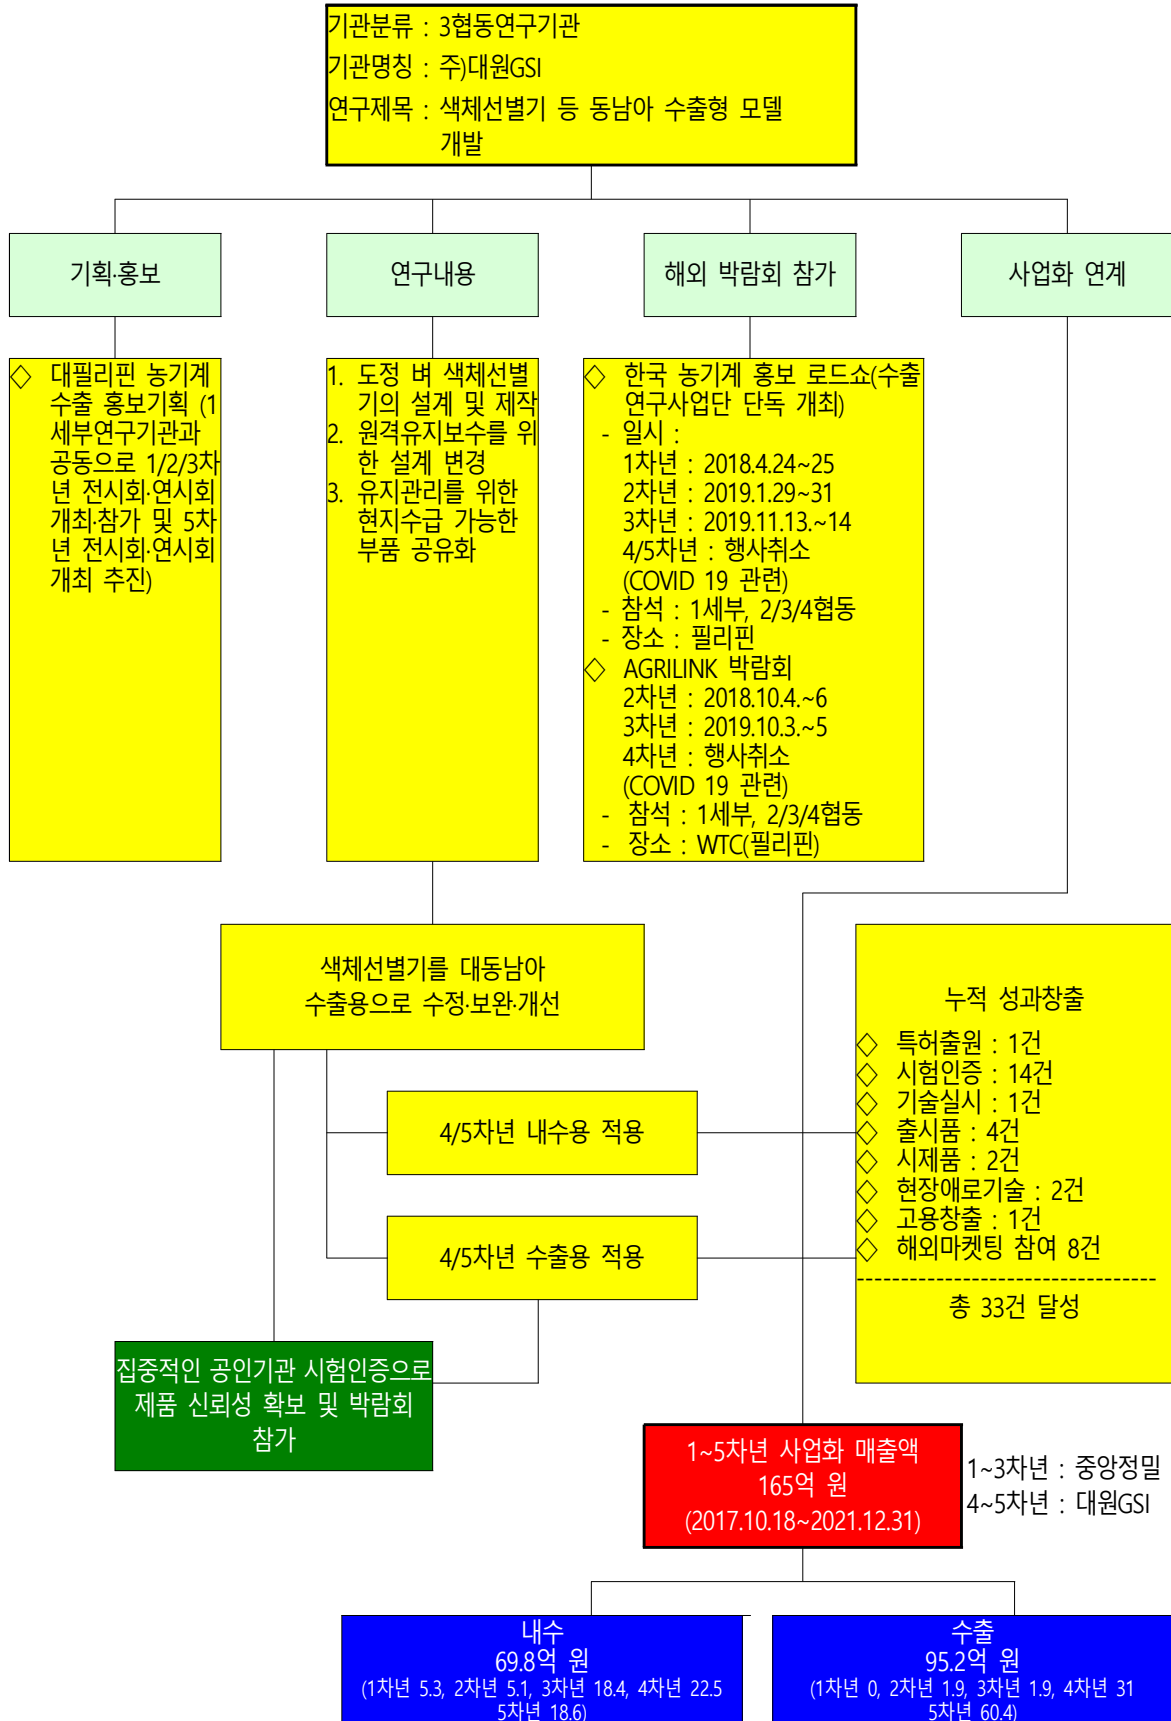 기관분류 : 3협동연구기관
기관명칭 : 주)대원GSI
연구제목 : 색체선별기 등 동남아 수출형 모델
개발
기획·홍보
연구내용
해외 박람회 참가
사업화 연계
◇ 대필리핀 농기계
수출 홍보기획 (1
세부연구기관과
공동으로 1/2/3차
년 전시회·연시회
개최·참가 및 5차
년 전시회·연시회
개최 추진)
1. 도정 벼 색체선별
기의 설계 및 제작
2. 원격유지보수를 위
한 설계 변경
3. 유지관리를 위한
현지수급 가능한
부품 공유화
◇ 한국 농기계 홍보 로드쇼(수출
연구사업단 단독 개최)
- 일시 :
1차년 : 2018.4.24~25
2차년 : 2019.1.29~31
3차년 : 2019.11.13.~14
4/5차년 : 행사취소
(COVID 19 관련)
- 참석 : 1세부, 2/3/4협동
- 장소 : 필리핀
◇ AGRILINK 박람회
2차년 : 2018.10.4.~6
3차년 : 2019.10.3.~5
4차년 : 행사취소
(COVID 19 관련)
- 참석 : 1세부, 2/3/4협동
- 장소 : WTC(필리핀)
색체선별기를 대동남아
수출용으로 수정·보완·개선
4/5차년 내수용 적용
4/5차년 수출용 적용
누적 성과창출
◇ 특허출원 : 1건
◇ 시험인증 : 14건
◇ 기술실시 : 1건
◇ 출시품 : 4건
◇ 시제품 : 2건
◇ 현장애로기술 : 2건
◇ 고용창출 : 1건
◇ 해외마켓팅 참여 8건
----------------------------------
총 33건 달성
집중적인 공인기관 시험인증으로
제품 신뢰성 확보 및 박람회
참가
1~5차년 사업화 매출액
165억 원
(2017.10.18~2021.12.31)
1~3차년 : 중앙정밀
4~5차년 : 대원GSI
내수
69.8억 원
(1차년 5.3, 2차년 5.1, 3차년 18.4, 4차년 22.5
5차년 18.6)
수출
95.2억 원
(1차년 0, 2차년 1.9, 3차년 1.9, 4차년 31
5차년 60.4)